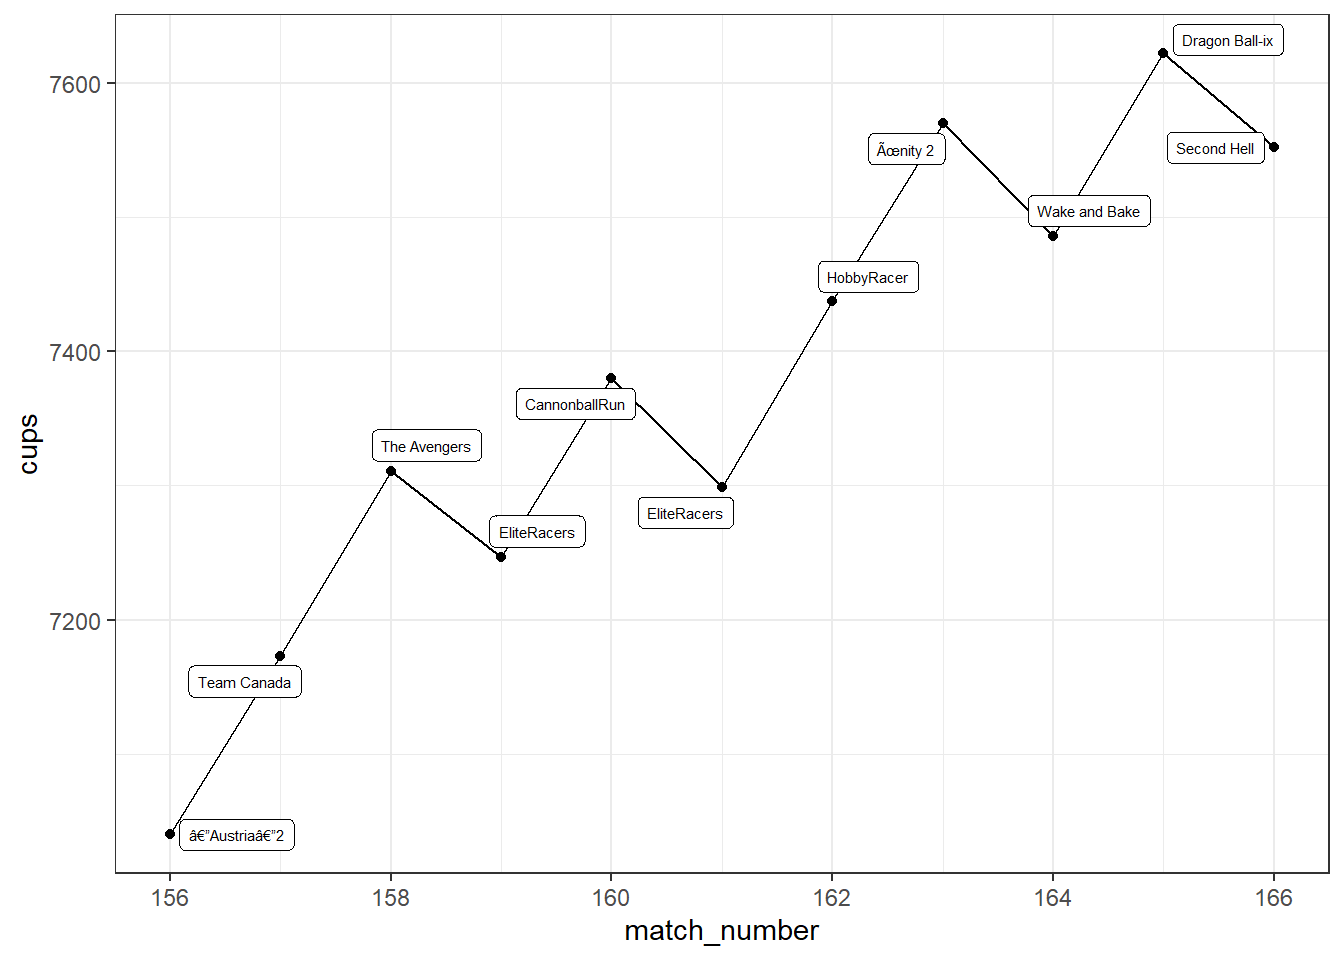 Dragon Ball-ix
7600
Ãœnity 2
Second Hell
Wake and Bake
HobbyRacer
7400
CannonballRun
The Avengers
EliteRacers
EliteRacers
7200
Team Canada
â€”Austriaâ€”2
156 158 160 162 164 166
match_number
cups